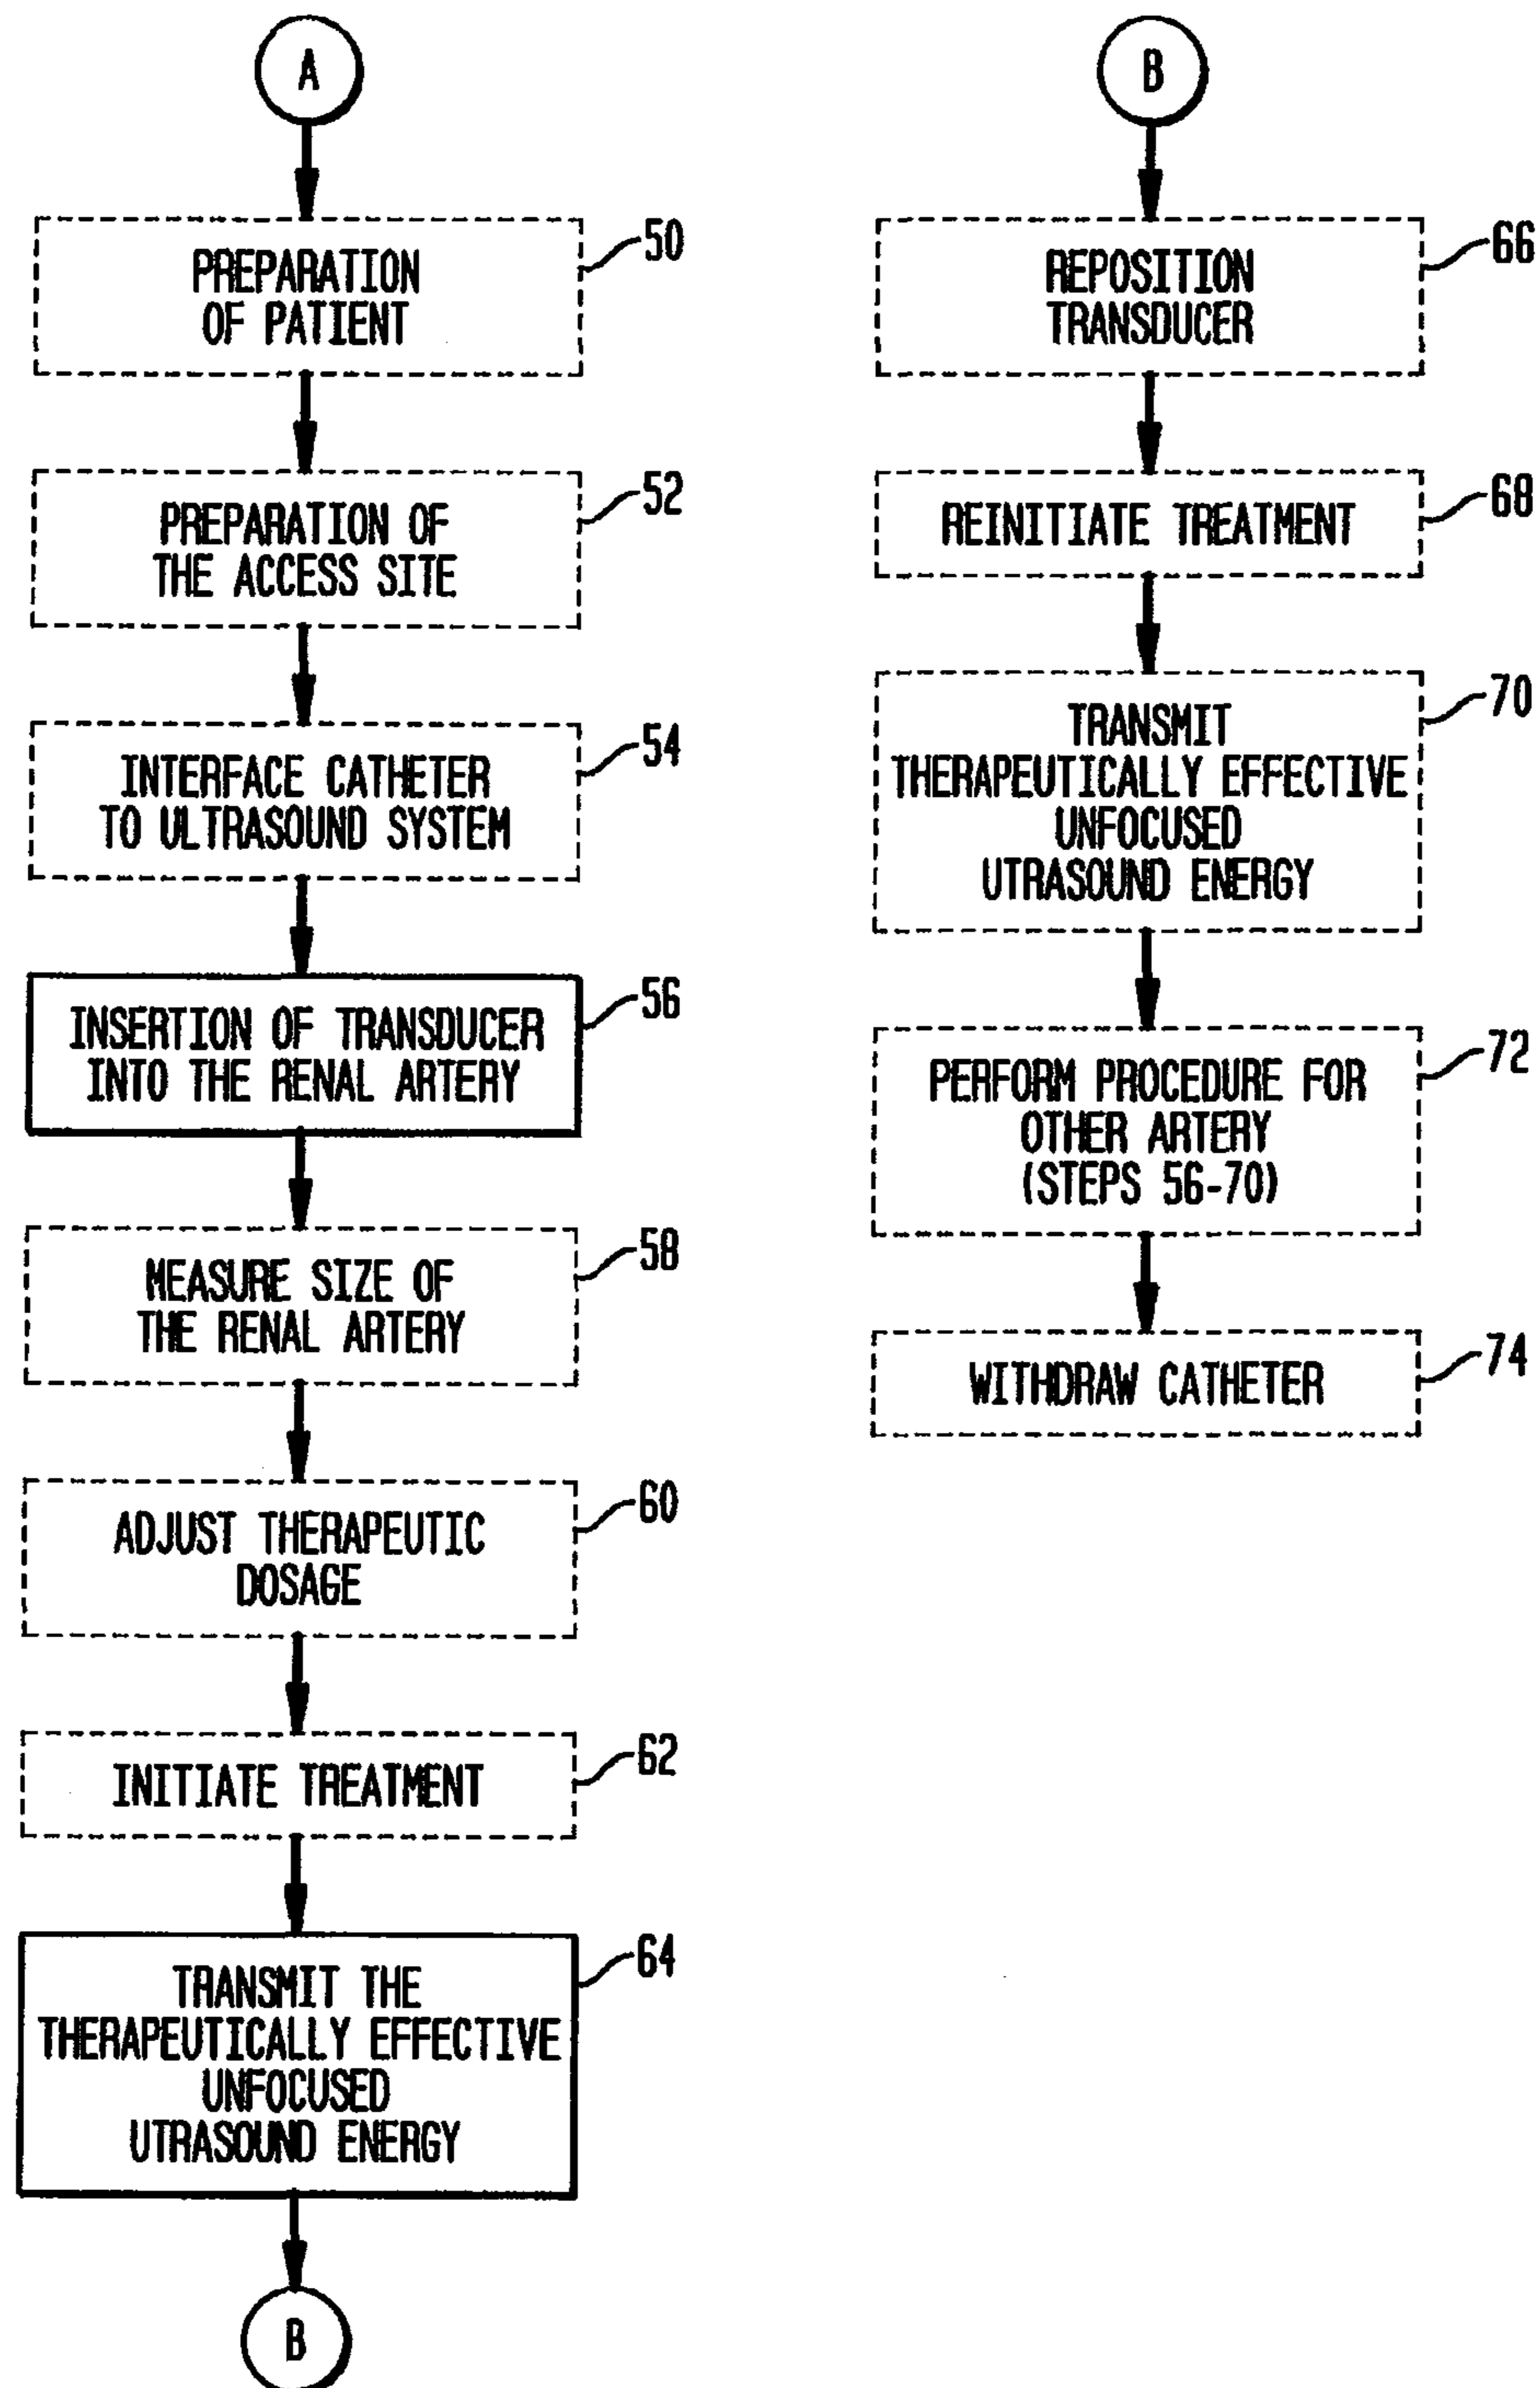 A
PREPARATION
OF PATIENT
50
PREPARATION OF
THE ACCESS SITE
52
INTERFACE CATHETER
TO ULTRASOUND SYSTEM
54
INSERTION OF TRANSDUCER
INTO THE RENAL ARTERY
56
MEASURE SIZE OF
THE RENAL ARTERY
58
ADJUST THERAPEUTIC
DOSAGE
60
INITIATE TREATMENT
62
TRANSMIT THE
THERAPEUTICALLY EFFECTIVE
UNFOCUSED
UTRASOUND ENERGY
64
B
B
REPOSITION
TRANSDUCER
66
REINITIATE TREATMENT
68
TRANSMIT
THERAPEUTICALLY EFFECTIVE
UNFOCUSED
UTRASOUND ENERGY
70
PERFORM PROCEDURE FOR
OTHER ARTERY
(STEPS 56-70)
72
WITHDRAW CATHETER
74